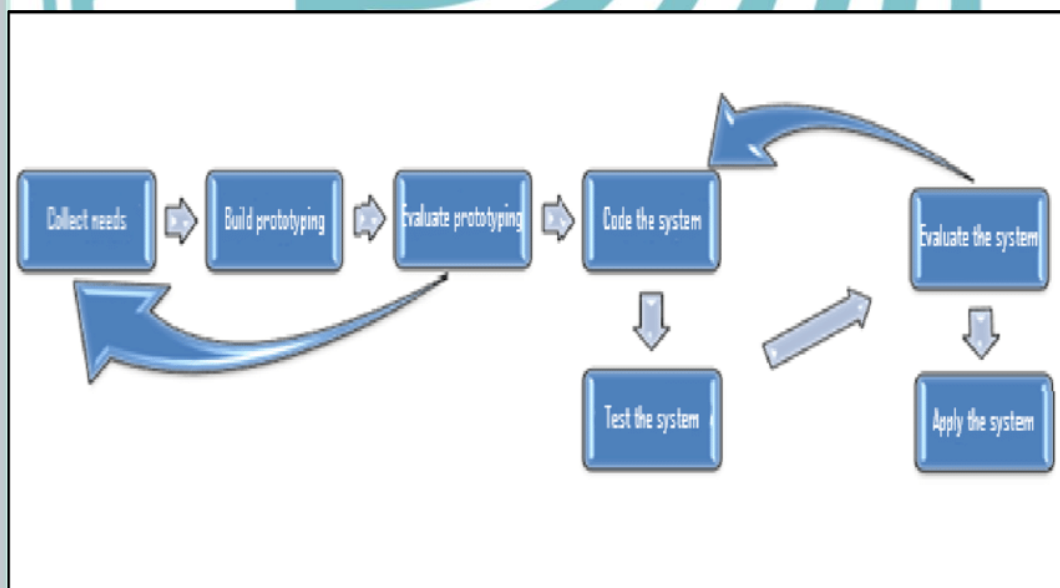 Collect needs
Build prototyping
Evaluate prototyping
Code the system
Evaluate the system
Test the system
Apply the system